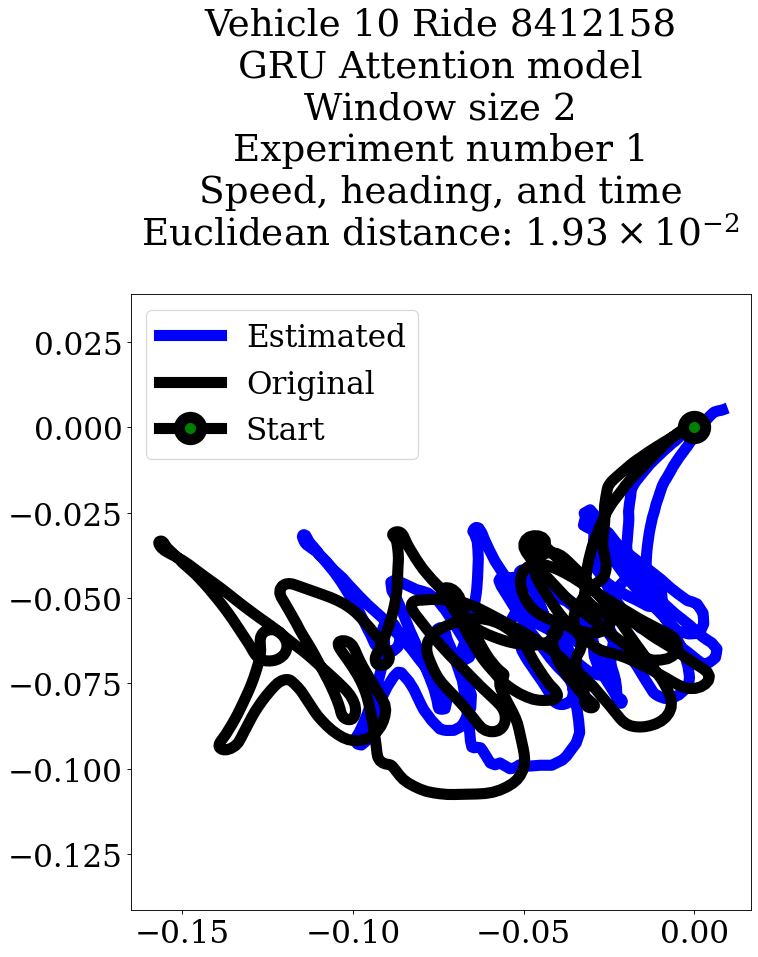 Vehicle 10 Ride 8412158
GRU Attention model
Window size 2
Experiment number 1
Speed, heading, and time
Euclidean distance: 1.93 × 10⁻²
Estimated
Original
Start
0.025
0.000
−0.025
−0.050
−0.075
−0.100
−0.125
−0.15 −0.10 −0.05 0.00